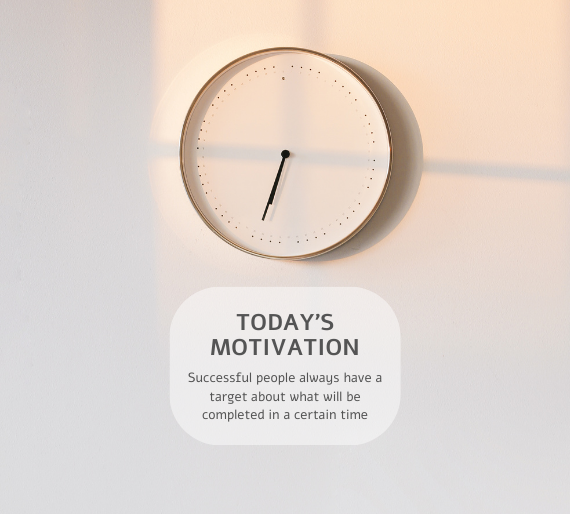 TODAY’S
MOTIVATION
Successful people always have a
target about what will be
completed in a certain time